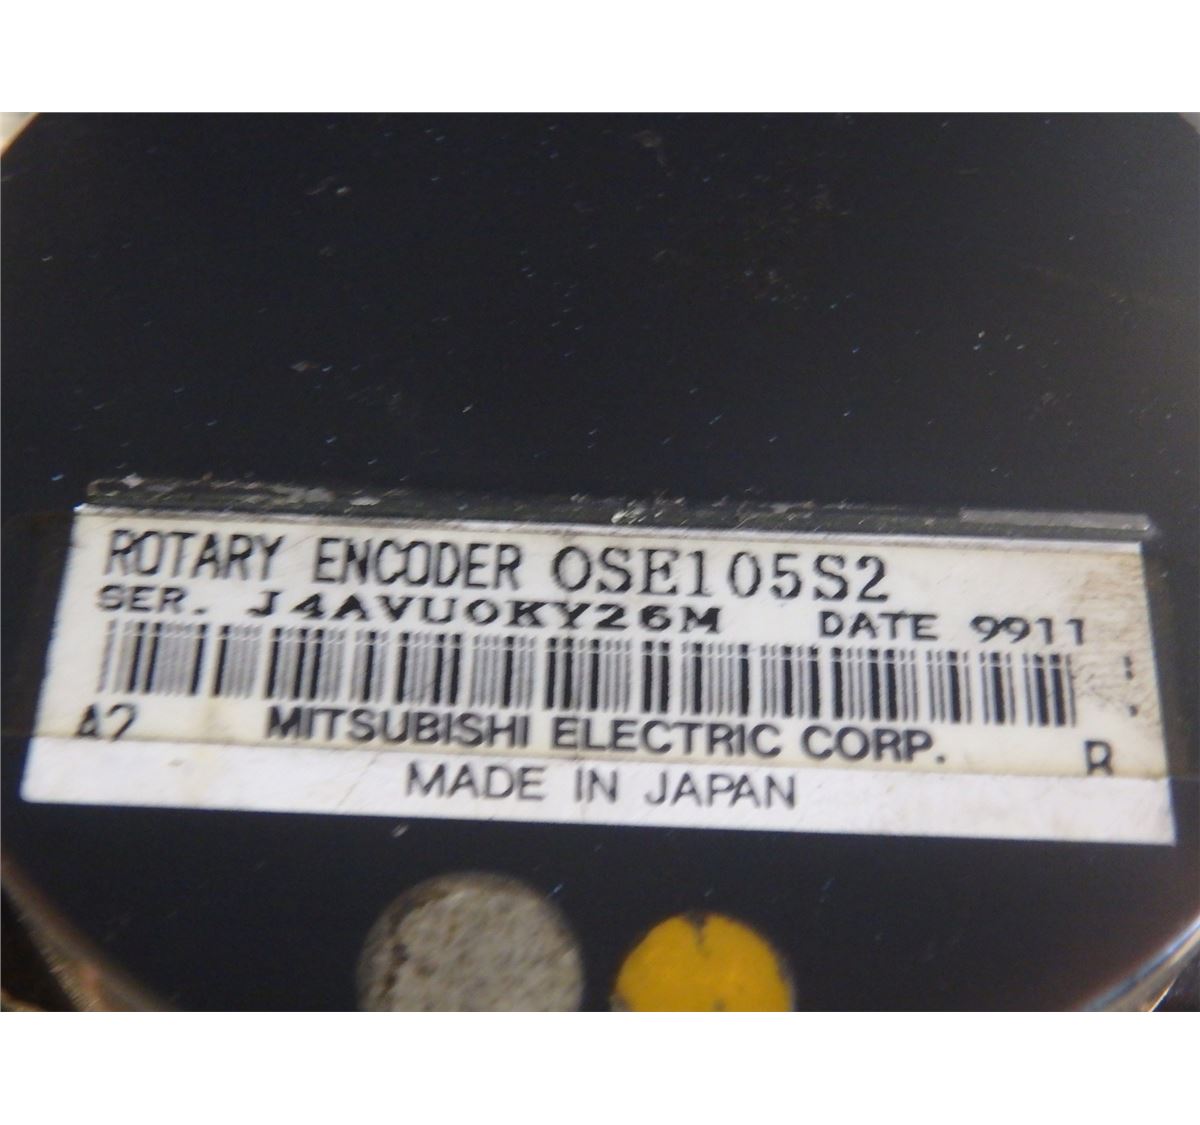 ROTARY ENCODER OSE105S2
SER. J4AVU0KY26M DATE 9911
A2 MITSUBISHI ELECTRIC CORP. R
MADE IN JAPAN